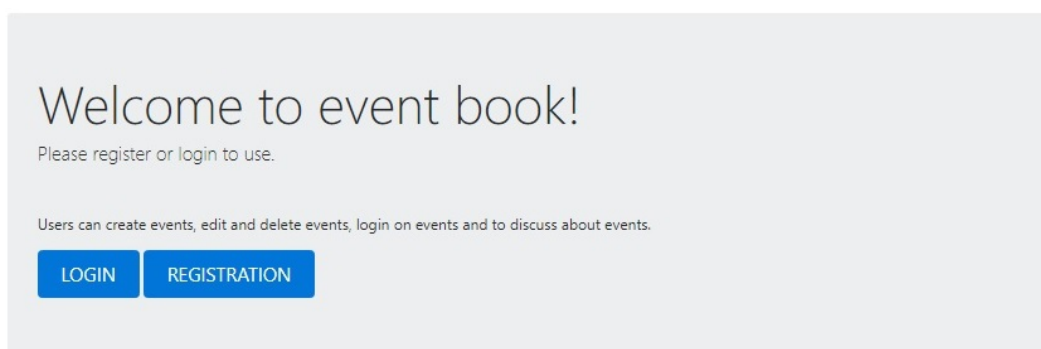 Welcome to event book!
Please register or login to use.
Users can create events, edit and delete events, login on events and to discuss about events.
LOGIN REGISTRATION